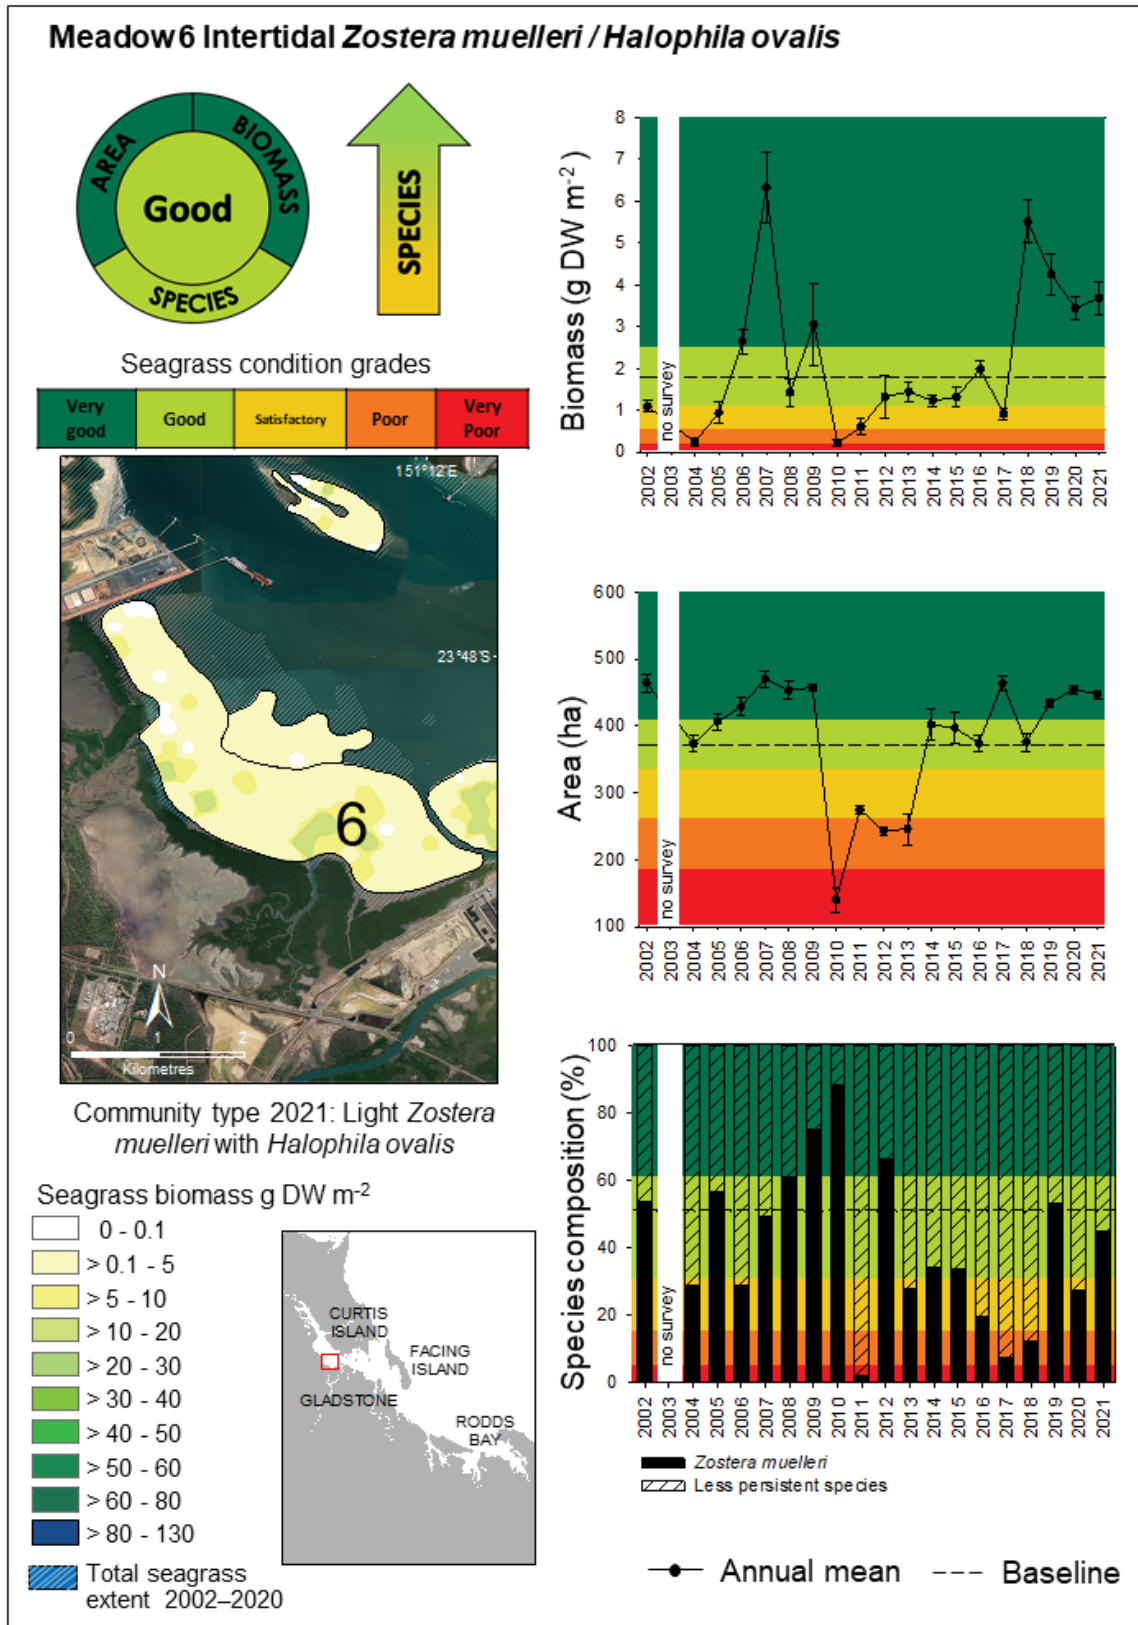 Meadow 6 Intertidal Zostera muelleri / Halophila ovalis
AREA
BIOMASS
Good
SPECIES
SPECIES
Seagrass condition grades
Very good
Good
Satisfactory
Poor
Very Poor
151°12'E
23°48'S
6
N
0 1 2
Kilometres
Community type 2021: Light Zostera
muelleri with Halophila ovalis
Seagrass biomass g DW m-2
0 - 0.1
> 0.1 - 5
> 5 - 10
> 10 - 20
> 20 - 30
> 30 - 40
> 40 - 50
> 50 - 60
> 60 - 80
> 80 - 130
Total seagrass
extent 2002–2020
CURTIS
ISLAND
FACING
ISLAND
GLADSTONE
RODDS
BAY
Biomass (g DW m-2)
8
7
6
5
4
3
2
1
0
no survey
2002 2003 2004 2005 2006 2007 2008 2009 2010 2011 2012 2013 2014 2015 2016 2017 2018 2019 2020 2021
Area (ha)
600
500
400
300
200
100
no survey
2002 2003 2004 2005 2006 2007 2008 2009 2010 2011 2012 2013 2014 2015 2016 2017 2018 2019 2020 2021
Species composition (%)
100
80
60
40
20
0
no survey
2002 2003 2004 2005 2006 2007 2008 2009 2010 2011 2012 2013 2014 2015 2016 2017 2018 2019 2020 2021
Zostera muelleri
Less persistent species
Annual mean
Baseline